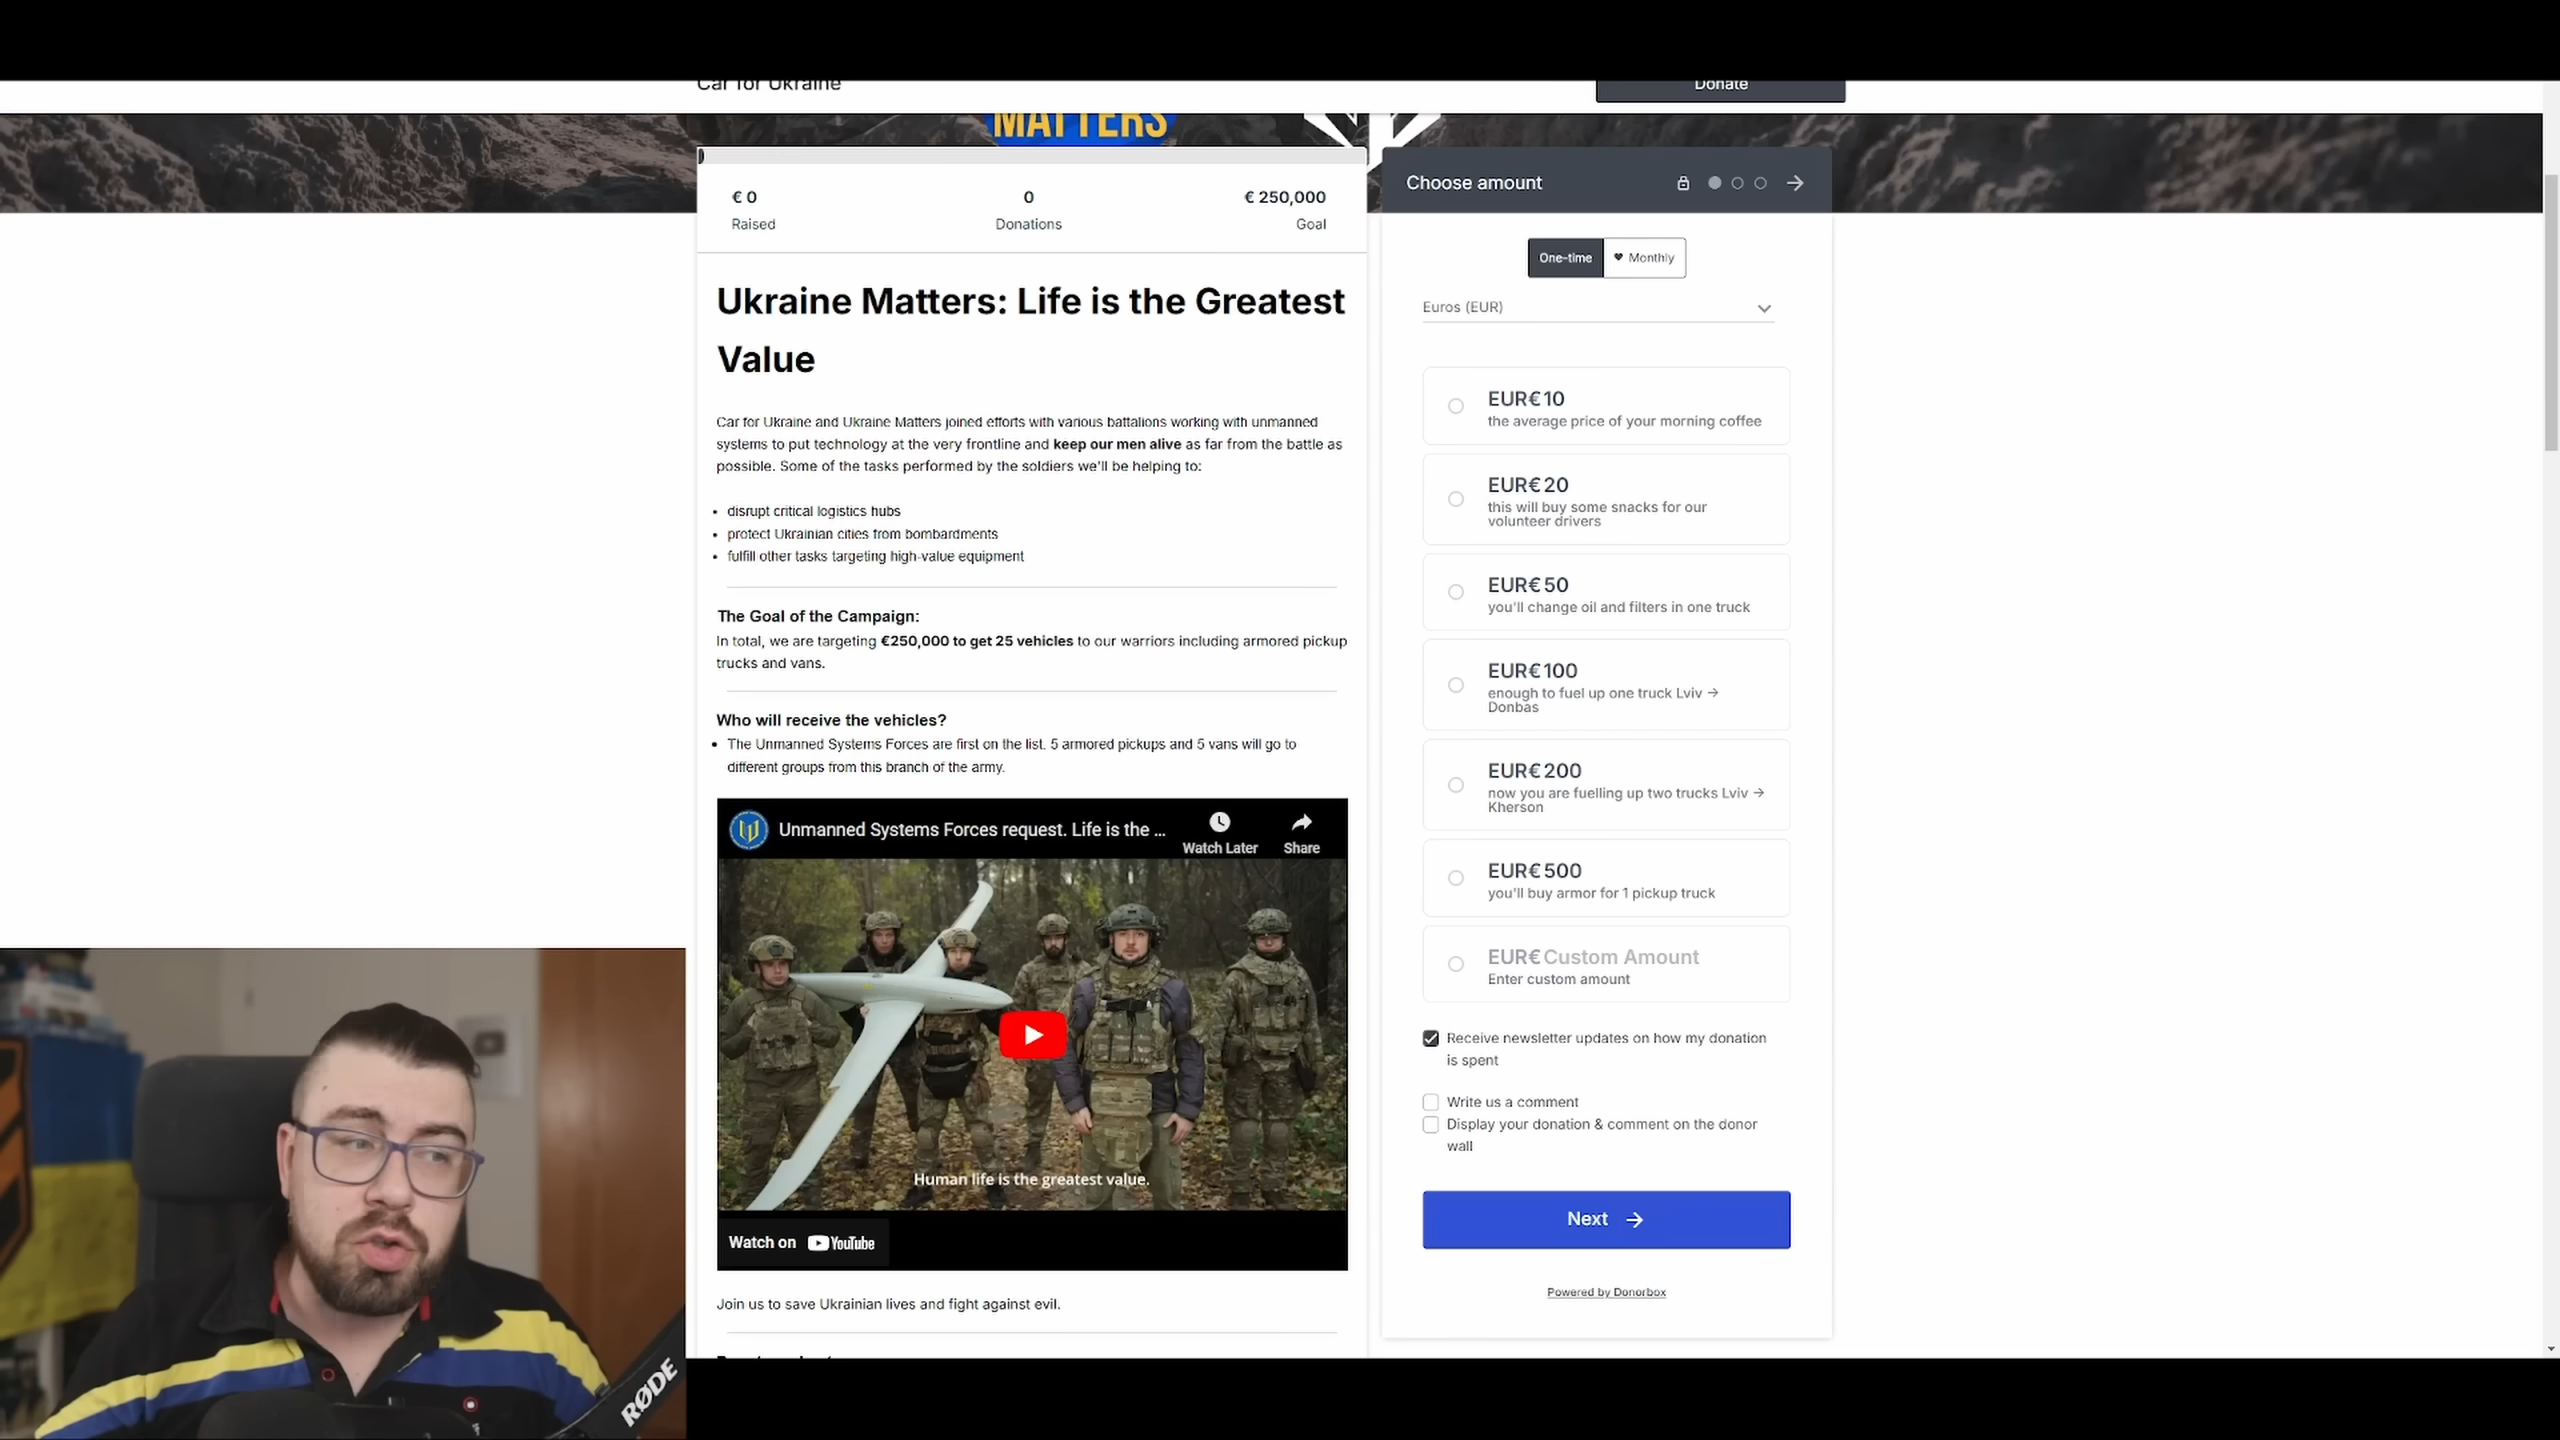 Car for Ukraine
Donate
MATTERS
€ 0
0
€ 250,000
Raised
Donations
Goal
Ukraine Matters: Life is the Greatest
Value
Car for Ukraine and Ukraine Matters joined efforts with various battalions working with unmanned
systems to put technology at the very frontline and keep our men alive as far from the battle as
possible. Some of the tasks performed by the soldiers we'll be helping to:
• disrupt critical logistics hubs
• protect Ukrainian cities from bombardments
• fulfill other tasks targeting high-value equipment
The Goal of the Campaign:
In total, we are targeting €250,000 to get 25 vehicles to our warriors including armored pickup
trucks and vans.
Who will receive the vehicles?
• The Unmanned Systems Forces are first on the list. 5 armored pickups and 5 vans will go to
different groups from this branch of the army.
Unmanned Systems Forces request. Life is the ...
Watch Later
Share
Human life is the greatest value.
Watch on YouTube
Join us to save Ukrainian lives and fight against evil.
Choose amount
One-time
Monthly
Euros (EUR)
EUR€10
the average price of your morning coffee
EUR€20
this will buy some snacks for our
volunteer drivers
EUR€50
you'll change oil and filters in one truck
EUR€100
enough to fuel up one truck Lviv →
Donbas
EUR€200
now you are fuelling up two trucks Lviv →
Kherson
EUR€500
you'll buy armor for 1 pickup truck
EUR€Custom Amount
Enter custom amount
Receive newsletter updates on how my donation
is spent
Write us a comment
Display your donation & comment on the donor
wall
Next →
Powered by Donorbox
RØDE